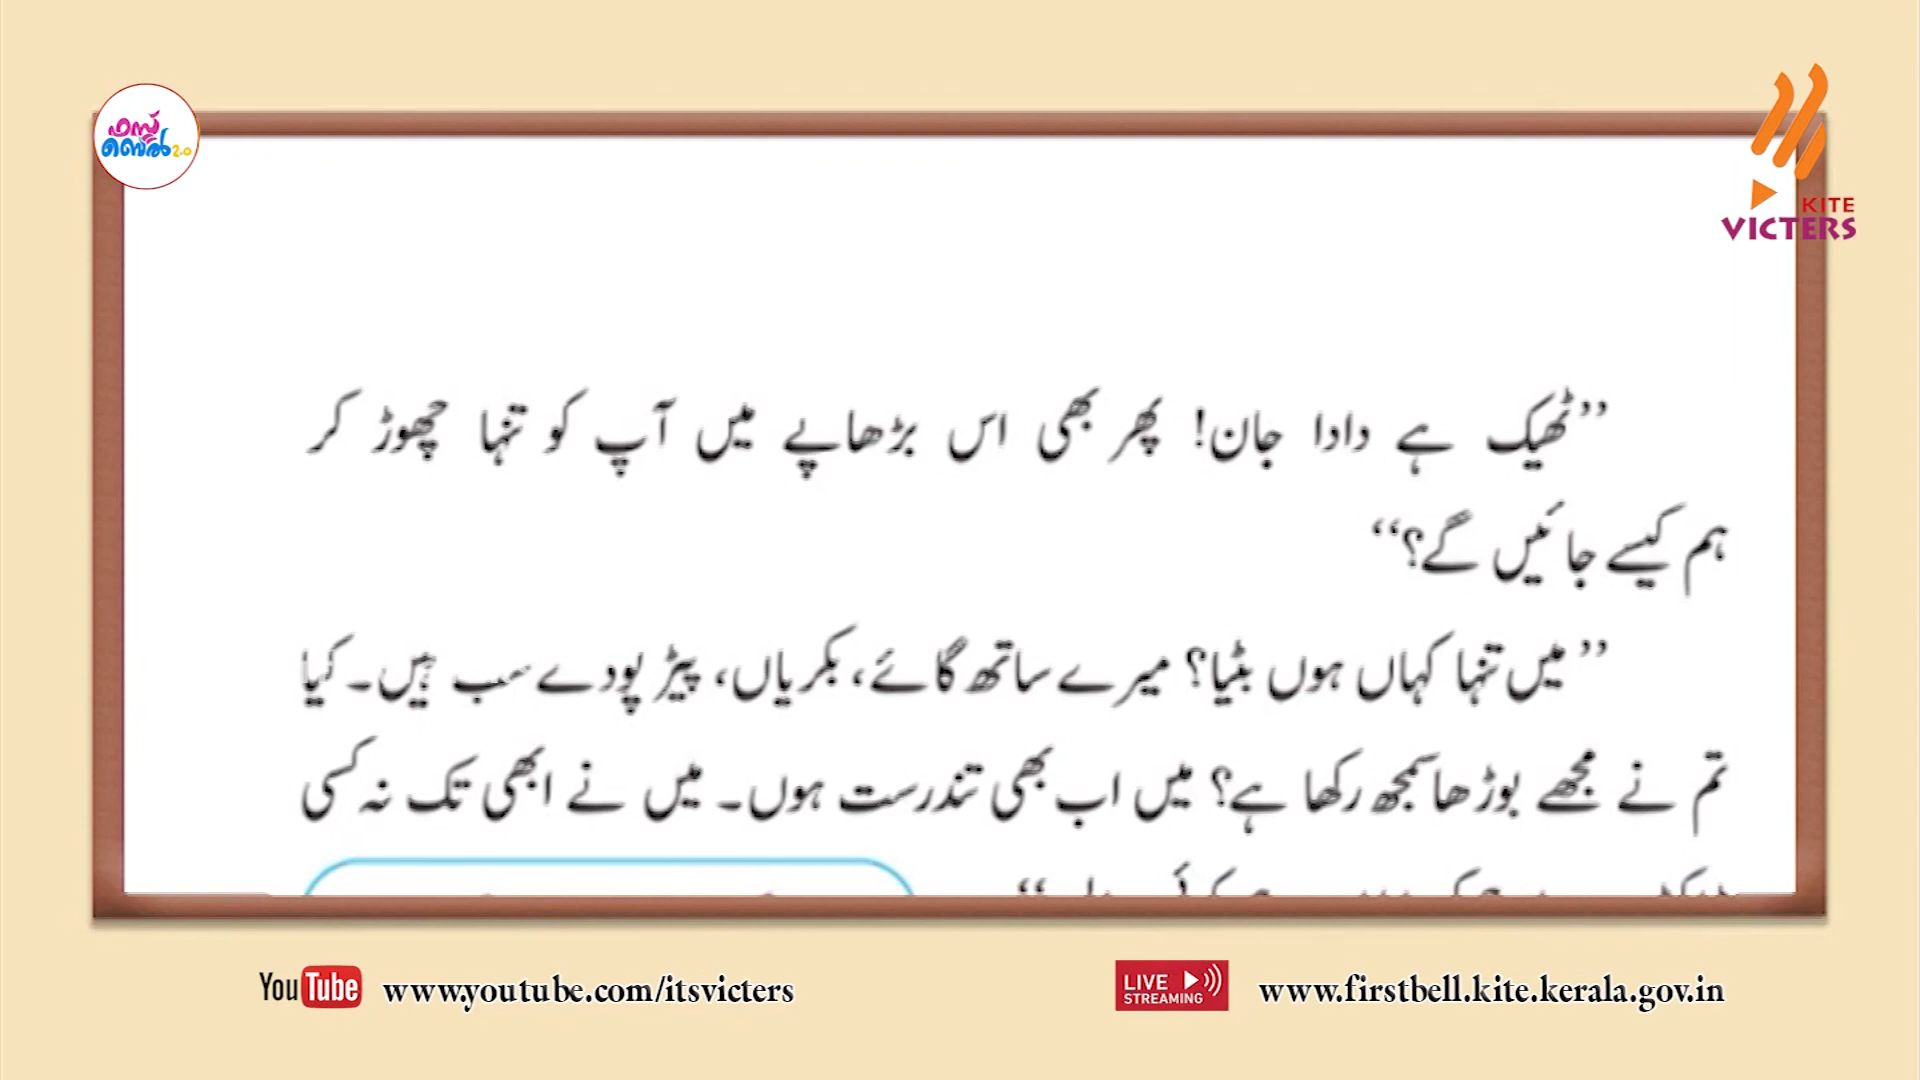 ഫസ്റ്റ്
ബെൽ 2.0
KITE
VICTERS
’’ٹھیک ہے دادا جان! پھر بھی اس بڑھاپے میں آپ کو تنہا چھوڑ کر
ہم کیسے جائیں گے؟‘‘
’’میں تنہا کہاں ہوں بٹیا؟ میرے ساتھ گائے، بکریاں، پیڑ پودے سب ہیں۔ کیا
تم نے مجھے بوڑھا سمجھ رکھا ہے؟ میں اب بھی تندرست ہوں۔ میں نے ابھی تک نہ کسی
YouTube www.youtube.com/itsvicters
LIVE STREAMING www.firstbell.kite.kerala.gov.in